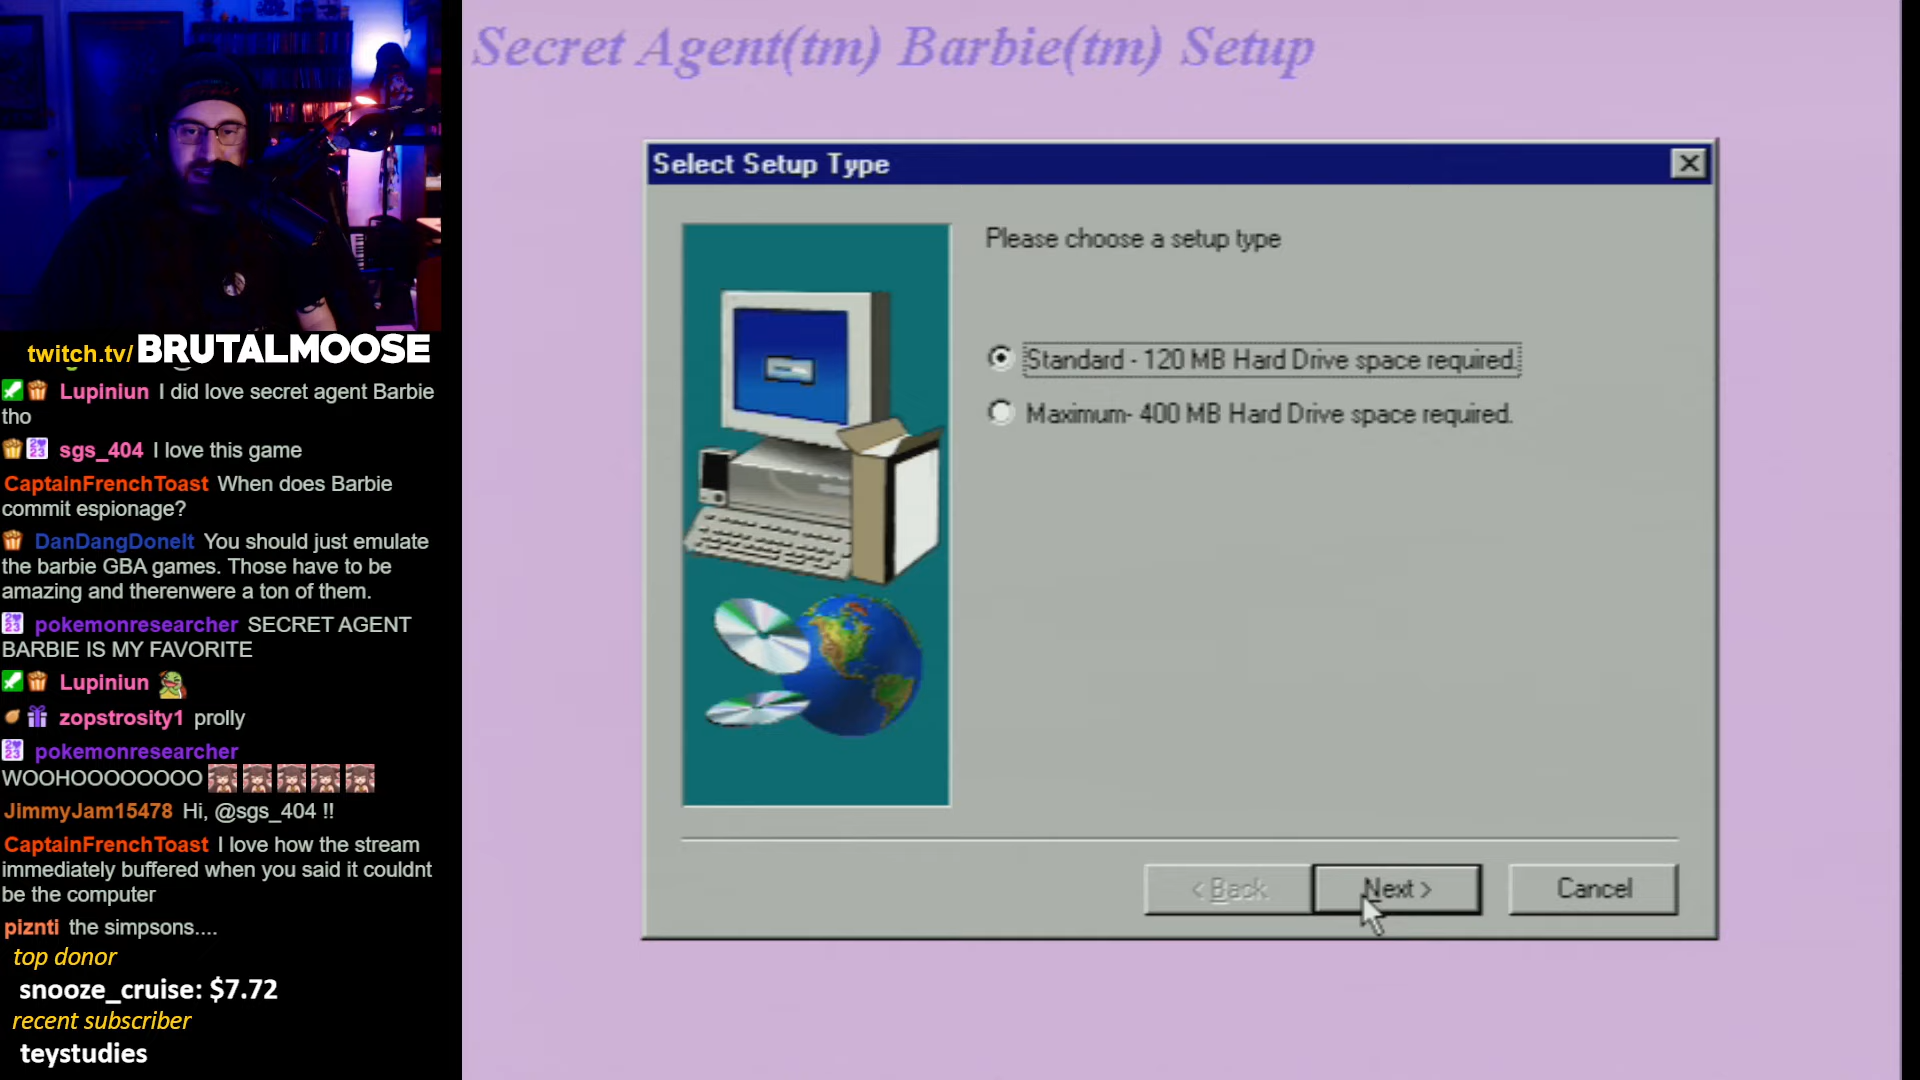 Secret Agent(tm) Barbie(tm) Setup
Select Setup Type
Please choose a setup type
Standard - 120 MB Hard Drive space required.
Maximum- 400 MB Hard Drive space required.
< Back
Next >
Cancel
twitch.tv/BRUTALMOOSE
Lupiniun I did love secret agent Barbie
tho
sgs_404 I love this game
CaptainFrenchToast When does Barbie
commit espionage?
DanDangDonelt You should just emulate
the barbie GBA games. Those have to be
amazing and therenwere a ton of them.
pokemonresearcher SECRET AGENT
BARBIE IS MY FAVORITE
Lupiniun
zopstrosity1 prolly
pokemonresearcher
WOOHOOOOOOOO
JimmyJam15478 Hi, @sgs_404 !!
CaptainFrenchToast I love how the stream
immediately buffered when you said it couldnt
be the computer
piznti the simpsons....
top donor
snooze_cruise: $7.72
recent subscriber
teystudies